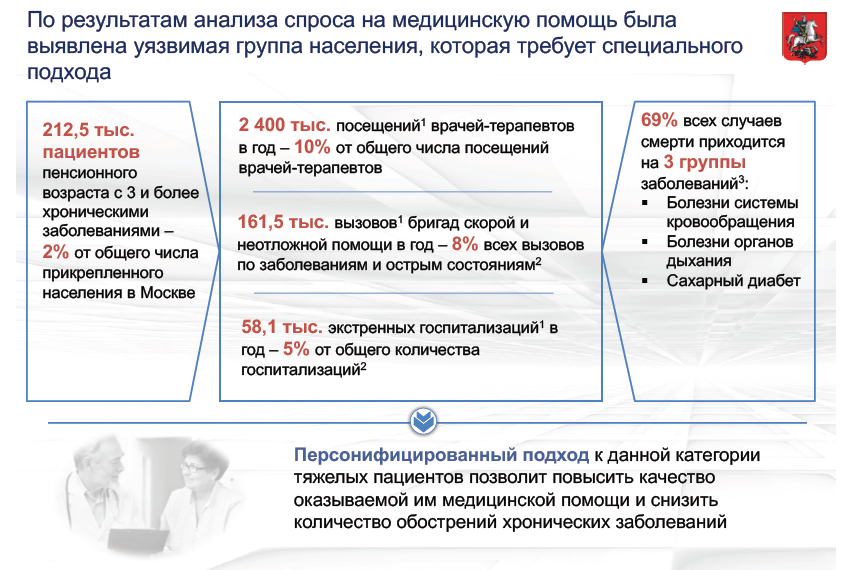 По результатам анализа спроса на медицинскую помощь была
выявлена уязвимая группа населения, которая требует специального
подхода
212,5 тыс.
пациентов
пенсионного
возраста с 3 и более
хроническими
заболеваниями –
2% от общего числа
прикрепленного
населения в Москве
2 400 тыс. посещений¹ врачей-терапевтов
в год – 10% от общего числа посещений
врачей-терапевтов
161,5 тыс. вызовов¹ бригад скорой и
неотложной помощи в год – 8% всех вызовов
по заболеваниям и острым состояниям²
58,1 тыс. экстренных госпитализаций¹ в
год – 5% от общего количества
госпитализаций²
69% всех случаев
смерти приходится
на 3 группы
заболеваний³:
▪ Болезни системы
кровообращения
▪ Болезни органов
дыхания
▪ Сахарный диабет
Персонифицированный подход к данной категории
тяжелых пациентов позволит повысить качество
оказываемой им медицинской помощи и снизить
количество обострений хронических заболеваний